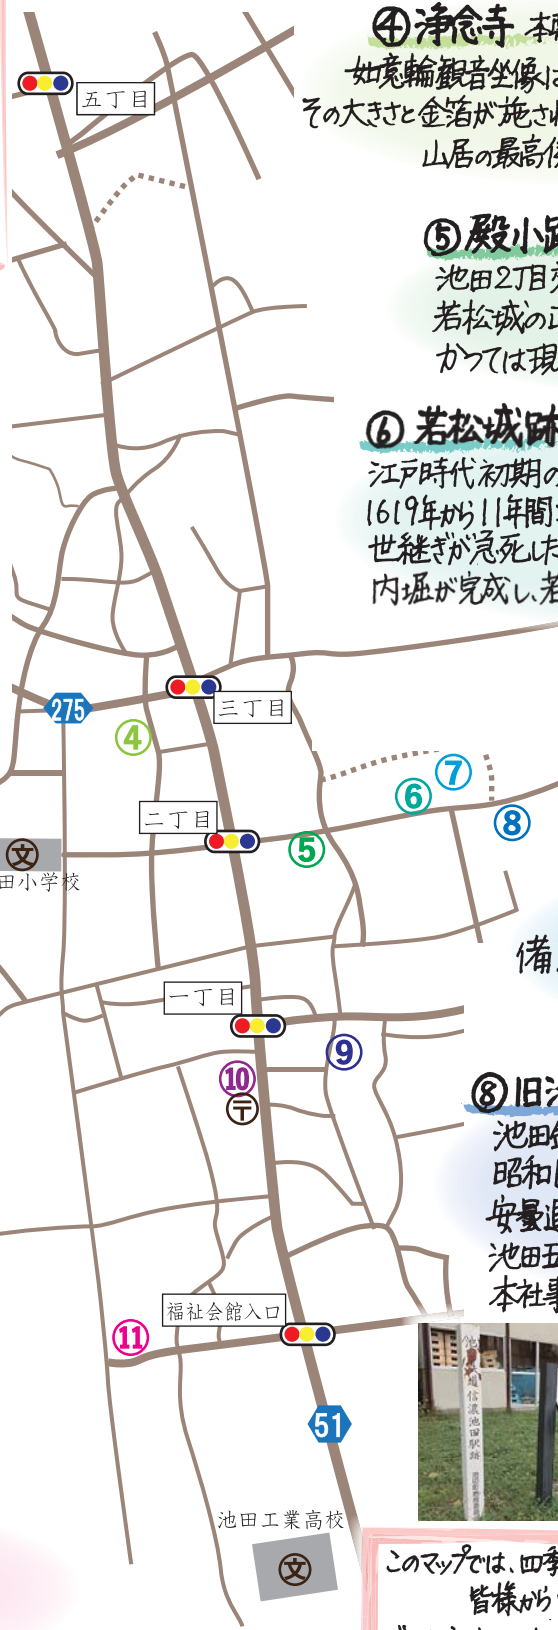 五丁目
④浄念寺 本
如意輪観音坐像は
その大きさと金箔が施され
山居の最高
⑤殿小路
池田2丁目
若松城の
かつては現
⑥若松城跡
江戸時代初期の
1619年から11年間
世継ぎが急死した
内堀が完成し、若
三丁目
275
④
⑦
⑥
二丁目
⑧
⑤
文
田小学校
備
一丁目
⑨
⑩
〒
⑧旧
池田
昭和
安曇追
池田
本社事
福祉会館入口
⑪
池
道
信濃池田駅跡
51
池田工業高校
文
このマップでは、四季
皆様から